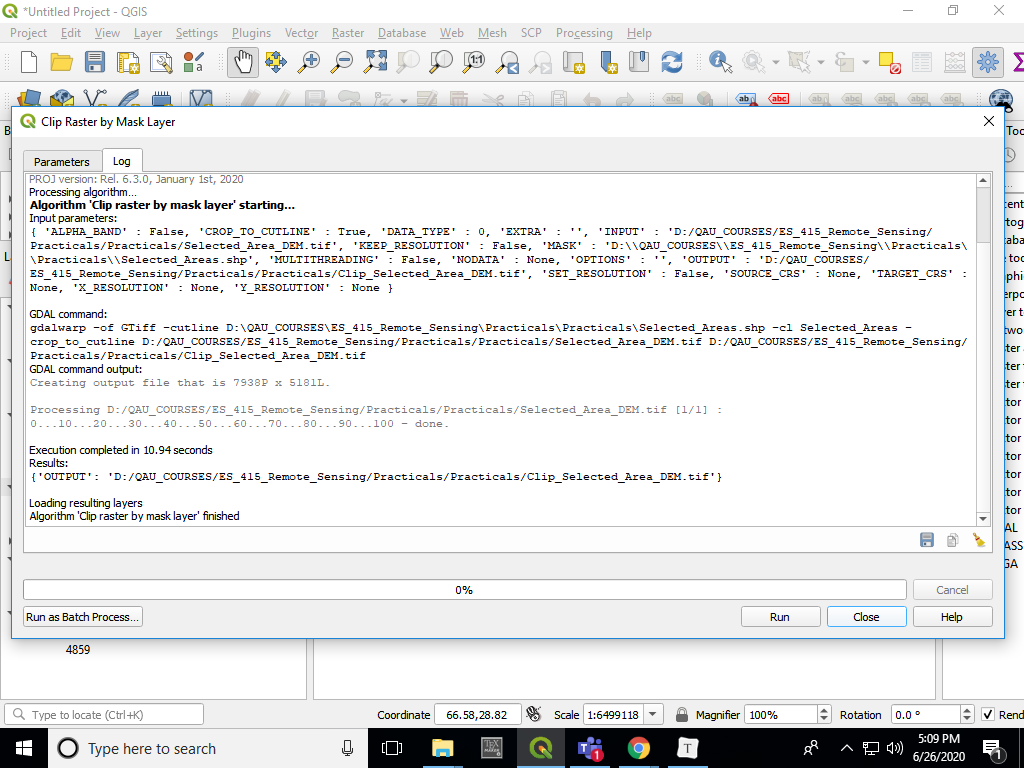 *Untitled Project - QGIS
Project Edit View Layer Settings Plugins Vector Raster Database Web Mesh SCP Processing Help
1:1
abc abc abc abc abc abc abc abc
Clip Raster by Mask Layer
Parameters Log
PROJ version: Rel. 6.3.0, January 1st, 2020
Processing algorithm...
Algorithm 'Clip raster by mask layer' starting...
Input parameters:
{ 'ALPHA_BAND' : False, 'CROP_TO_CUTLINE' : True, 'DATA_TYPE' : 0, 'EXTRA' : '', 'INPUT' : 'D:/QAU_COURSES/ES_415_Remote_Sensing/
Practicals/Practicals/Selected_Area_DEM.tif', 'KEEP_RESOLUTION' : False, 'MASK' : 'D:\\QAU_COURSES\\ES_415_Remote_Sensing\\Practicals\
\Practicals\\Selected_Areas.shp', 'MULTITHREADING' : False, 'NODATA' : None, 'OPTIONS' : '', 'OUTPUT' : 'D:/QAU_COURSES/
ES_415_Remote_Sensing/Practicals/Practicals/Clip_Selected_Area_DEM.tif', 'SET_RESOLUTION' : False, 'SOURCE_CRS' : None, 'TARGET_CRS' :
None, 'X_RESOLUTION' : None, 'Y_RESOLUTION' : None }
GDAL command:
gdalwarp -of GTiff -cutline D:\QAU_COURSES\ES_415_Remote_Sensing\Practicals\Practicals\Selected_Areas.shp -cl Selected_Areas -
crop_to_cutline D:/QAU_COURSES/ES_415_Remote_Sensing/Practicals/Practicals/Selected_Area_DEM.tif D:/QAU_COURSES/ES_415_Remote_Sensing/
Practicals/Practicals/Clip_Selected_Area_DEM.tif
GDAL command output:
Creating output file that is 7938P x 5181L.
Processing D:/QAU_COURSES/ES_415_Remote_Sensing/Practicals/Practicals/Selected_Area_DEM.tif [1/1] :
0...10...20...30...40...50...60...70...80...90...100 - done.
Execution completed in 10.94 seconds
Results:
{'OUTPUT': 'D:/QAU_COURSES/ES_415_Remote_Sensing/Practicals/Practicals/Clip_Selected_Area_DEM.tif'}
Loading resulting layers
Algorithm 'Clip raster by mask layer' finished
0%
Cancel
Run as Batch Process... Run Close Help
4859
Type to locate (Ctrl+K) Coordinate 66.58,28.82 Scale 1:6499118 Magnifier 100% Rotation 0.0 ° Rend
Type here to search
5:09 PM
6/26/2020
1